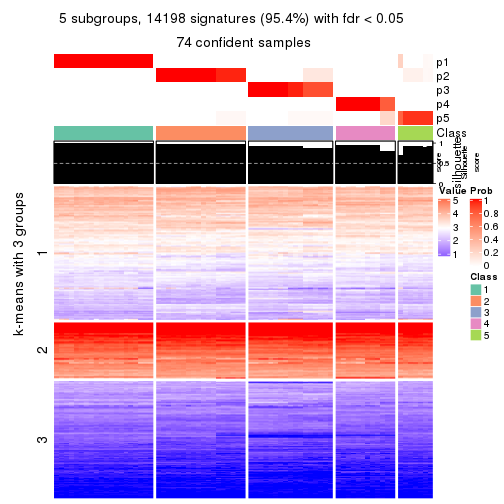 5 subgroups, 14198 signatures (95.4%) with fdr < 0.05
74 confident samples
p1
p2
p3
p4
p5
Class
1
0.5
0
silhouette
Silhouette
score
k-means with 3 groups
1
2
3
Value
5
4
3
2
1
Prob
1
0.8
0.6
0.4
0.2
0
Class
1
2
3
4
5